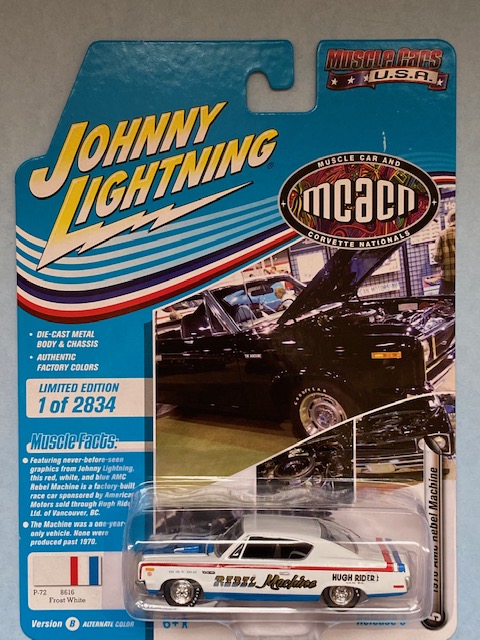 Muscle Cars
U.S.A.
JOHNNY
LIGHTNING®
MUSCLE CAR AND
mcacn
CORVETTE NATIONALS
• DIE-CAST METAL
BODY & CHASSIS
• AUTHENTIC
FACTORY COLORS
LIMITED EDITION
1 of 2834
Muscle Facts:
• Featuring never-before-seen
graphics from Johnny Lightning,
this red, white, and blue AMC
Rebel Machine is a factory-built
race car sponsored by America
Motors sold through Hugh Rider
Ltd. of Vancouver, BC.
• The Machine was a one-year-
only vehicle. None were
produced past 1970.
1970 AMC Rebel Machine
REBEL Machine
HUGH RIDER
P-72 8616
Frost White
Version B ALTERNATE COLOR
6+
Release